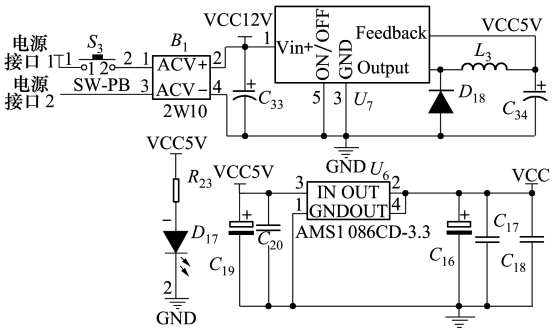 电源
接口 1 1 S3 2 1 B1 2 VCC12V 1 Vin+ ON/OFF GND Feedback VCC5V
1 2 ACV+ Output L3
电源
接口 2 SW-PB 3 ACV− 4 + C33 5 3 U7 D18 + C34
2W10
GND
VCC5V VCC5V U6 VCC
R23 3 IN OUT 2
1 GNDOUT 4
− D17 + C19 C20 AMS1 086CD-3.3 + C16 C17 C18
2
GND